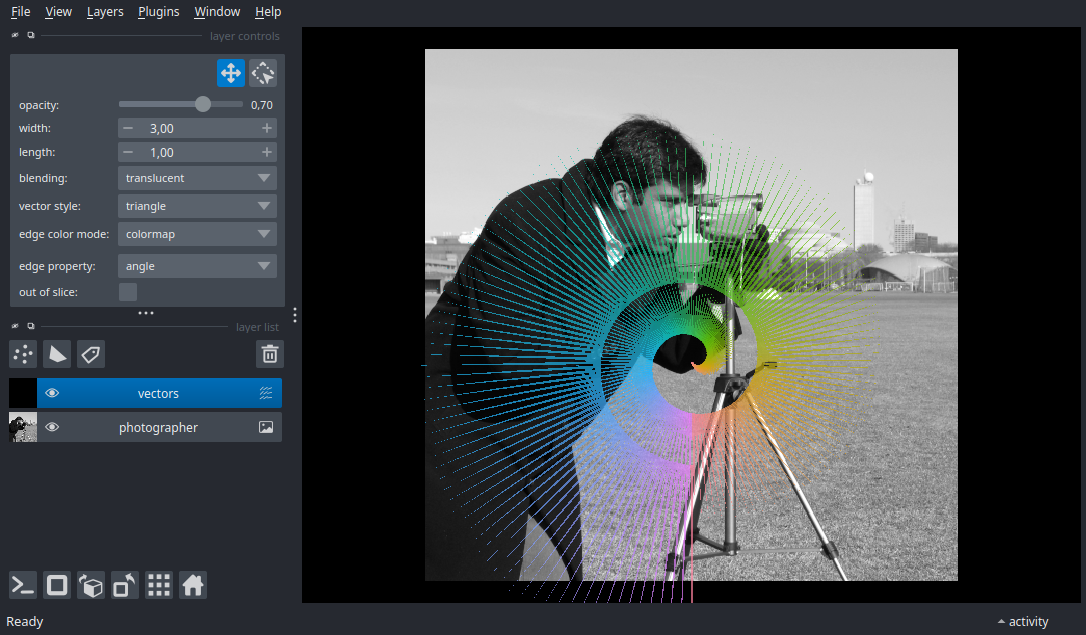 File View Layers Plugins Window Help
layer controls
opacity: 0,70
width: 3,00
length: 1,00
blending: translucent
vector style: triangle
edge color mode: colormap
edge property: angle
out of slice:
layer list
vectors
photographer
Ready
activity